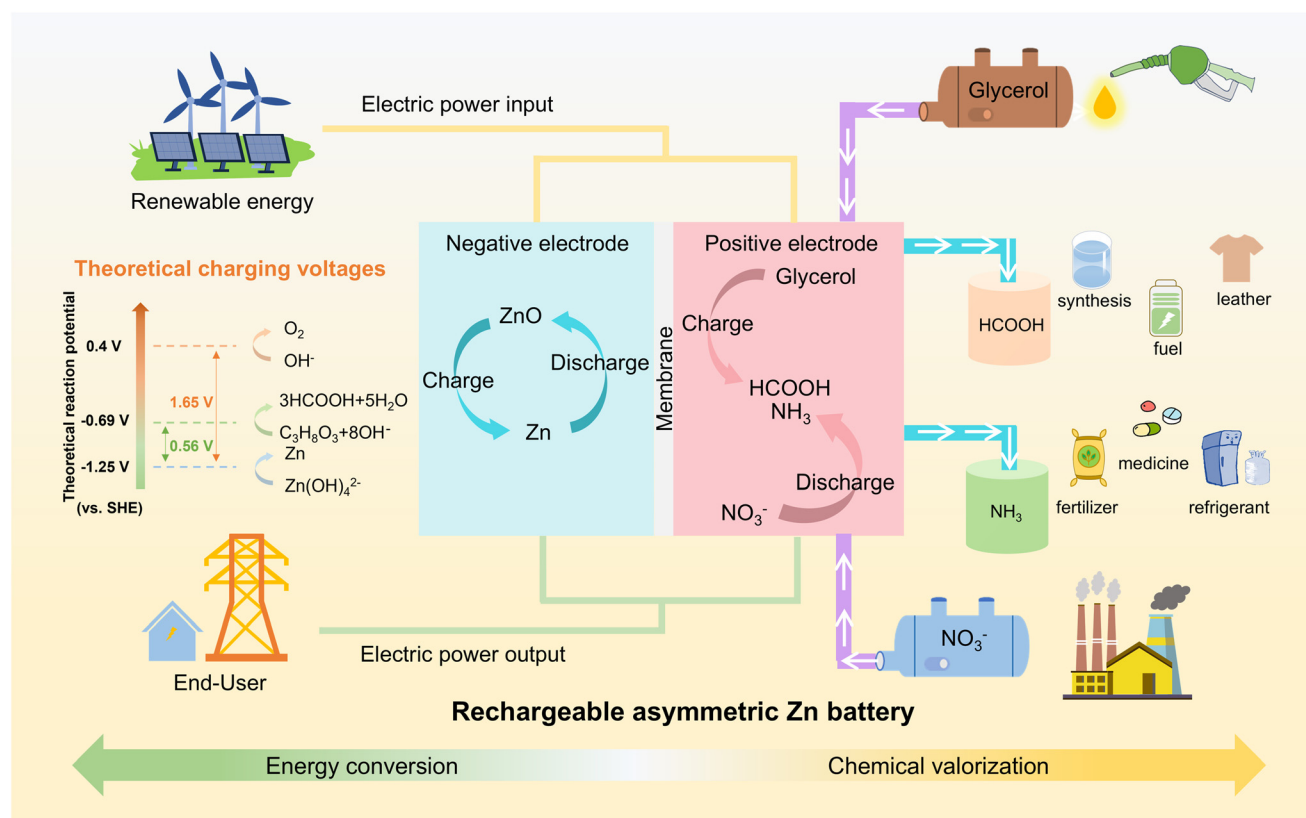 Electric power input
Renewable energy
Glycerol
Negative electrode
Positive electrode
Membrane
ZnO
Charge
Discharge
Zn
Glycerol
Charge
HCOOH
NH₃
Discharge
NO₃⁻
Theoretical charging voltages
Theoretical reaction potential
0.4 V
-0.69 V
-1.25 V
(vs. SHE)
1.65 V
0.56 V
O₂
OH⁻
3HCOOH+5H₂O
C₃H₈O₃+8OH⁻
Zn
Zn(OH)₄²⁻
HCOOH
synthesis
fuel
leather
NH₃
fertilizer
medicine
refrigerant
End-User
Electric power output
NO₃⁻
Rechargeable asymmetric Zn battery
Energy conversion
Chemical valorization